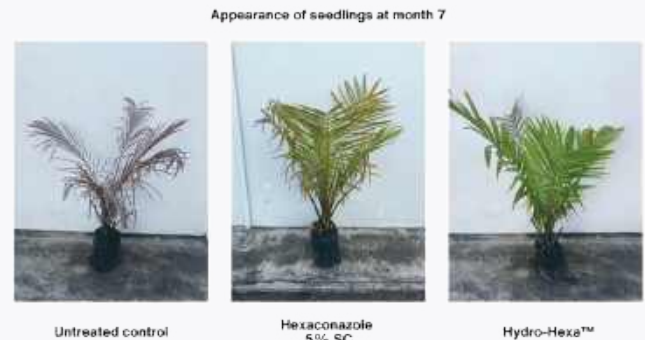 Appearance of seedlings at month 7
Untreated control
Hexaconazole
5% SC
Hydro-Hexa™